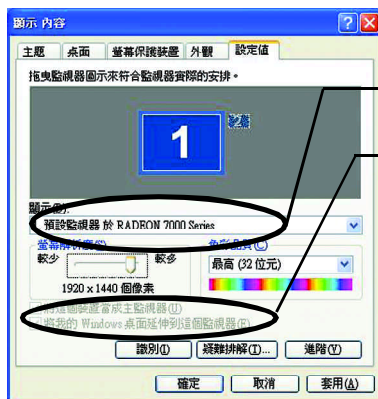 顯示 內容
主題 桌面 螢幕保護裝置 外觀 設定值
拖曳監視器圖示來符合監視器實際的安排。
1
顯示(D):
預設監視器 於 RADEON 7000 Series
螢幕解析度(S) 色彩品質(C)
較少 較多 最高 (32 位元)
1920 x 1440 個像素
將這個裝置當成主監視器(U)
將我的 Windows 桌面延伸到這個監視器(E)
識別(I) 疑難排解(T)... 進階(V)
確定 取消 套用(A)